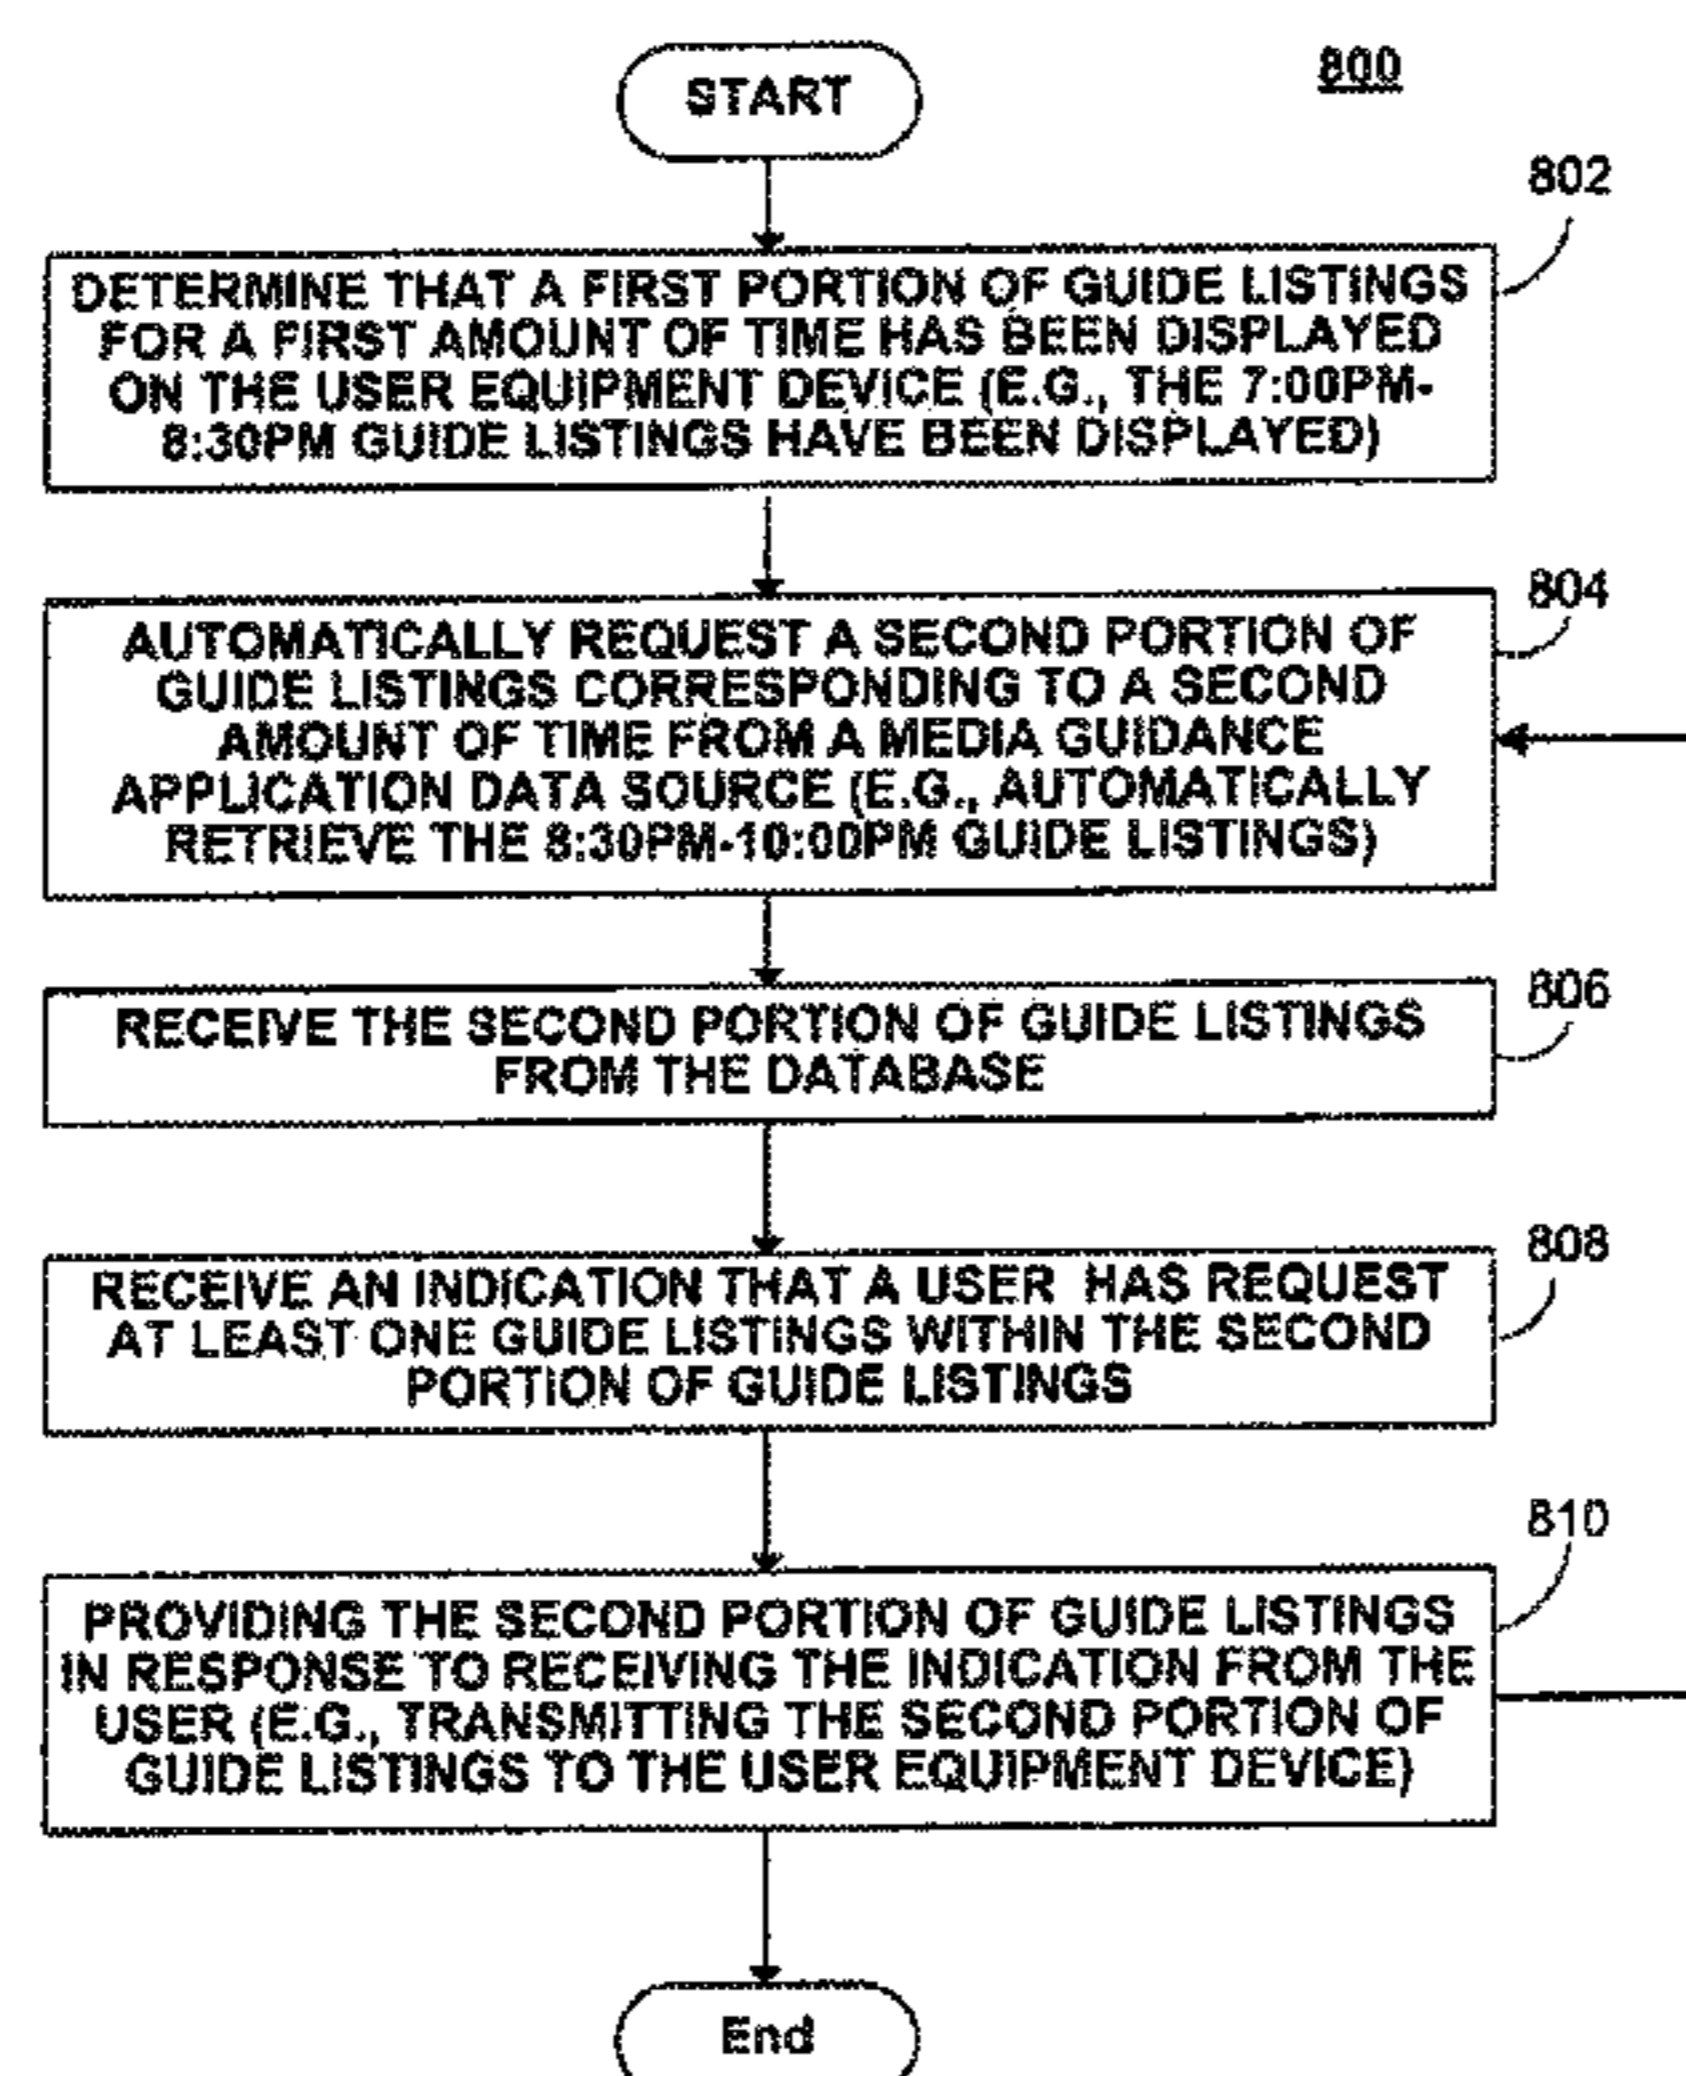 START
800
802
DETERMINE THAT A FIRST PORTION OF GUIDE LISTINGS
FOR A FIRST AMOUNT OF TIME HAS BEEN DISPLAYED
ON THE USER EQUIPMENT DEVICE (E.G., THE 7:00PM-
8:30PM GUIDE LISTINGS HAVE BEEN DISPLAYED)
804
AUTOMATICALLY REQUEST A SECOND PORTION OF
GUIDE LISTINGS CORRESPONDING TO A SECOND
AMOUNT OF TIME FROM A MEDIA GUIDANCE
APPLICATION DATA SOURCE (E.G., AUTOMATICALLY
RETRIEVE THE 8:30PM-10:00PM GUIDE LISTINGS)
806
RECEIVE THE SECOND PORTION OF GUIDE LISTINGS
FROM THE DATABASE
808
RECEIVE AN INDICATION THAT A USER HAS REQUEST
AT LEAST ONE GUIDE LISTINGS WITHIN THE SECOND
PORTION OF GUIDE LISTINGS
810
PROVIDING THE SECOND PORTION OF GUIDE LISTINGS
IN RESPONSE TO RECEIVING THE INDICATION FROM THE
USER (E.G., TRANSMITTING THE SECOND PORTION OF
GUIDE LISTINGS TO THE USER EQUIPMENT DEVICE)
End